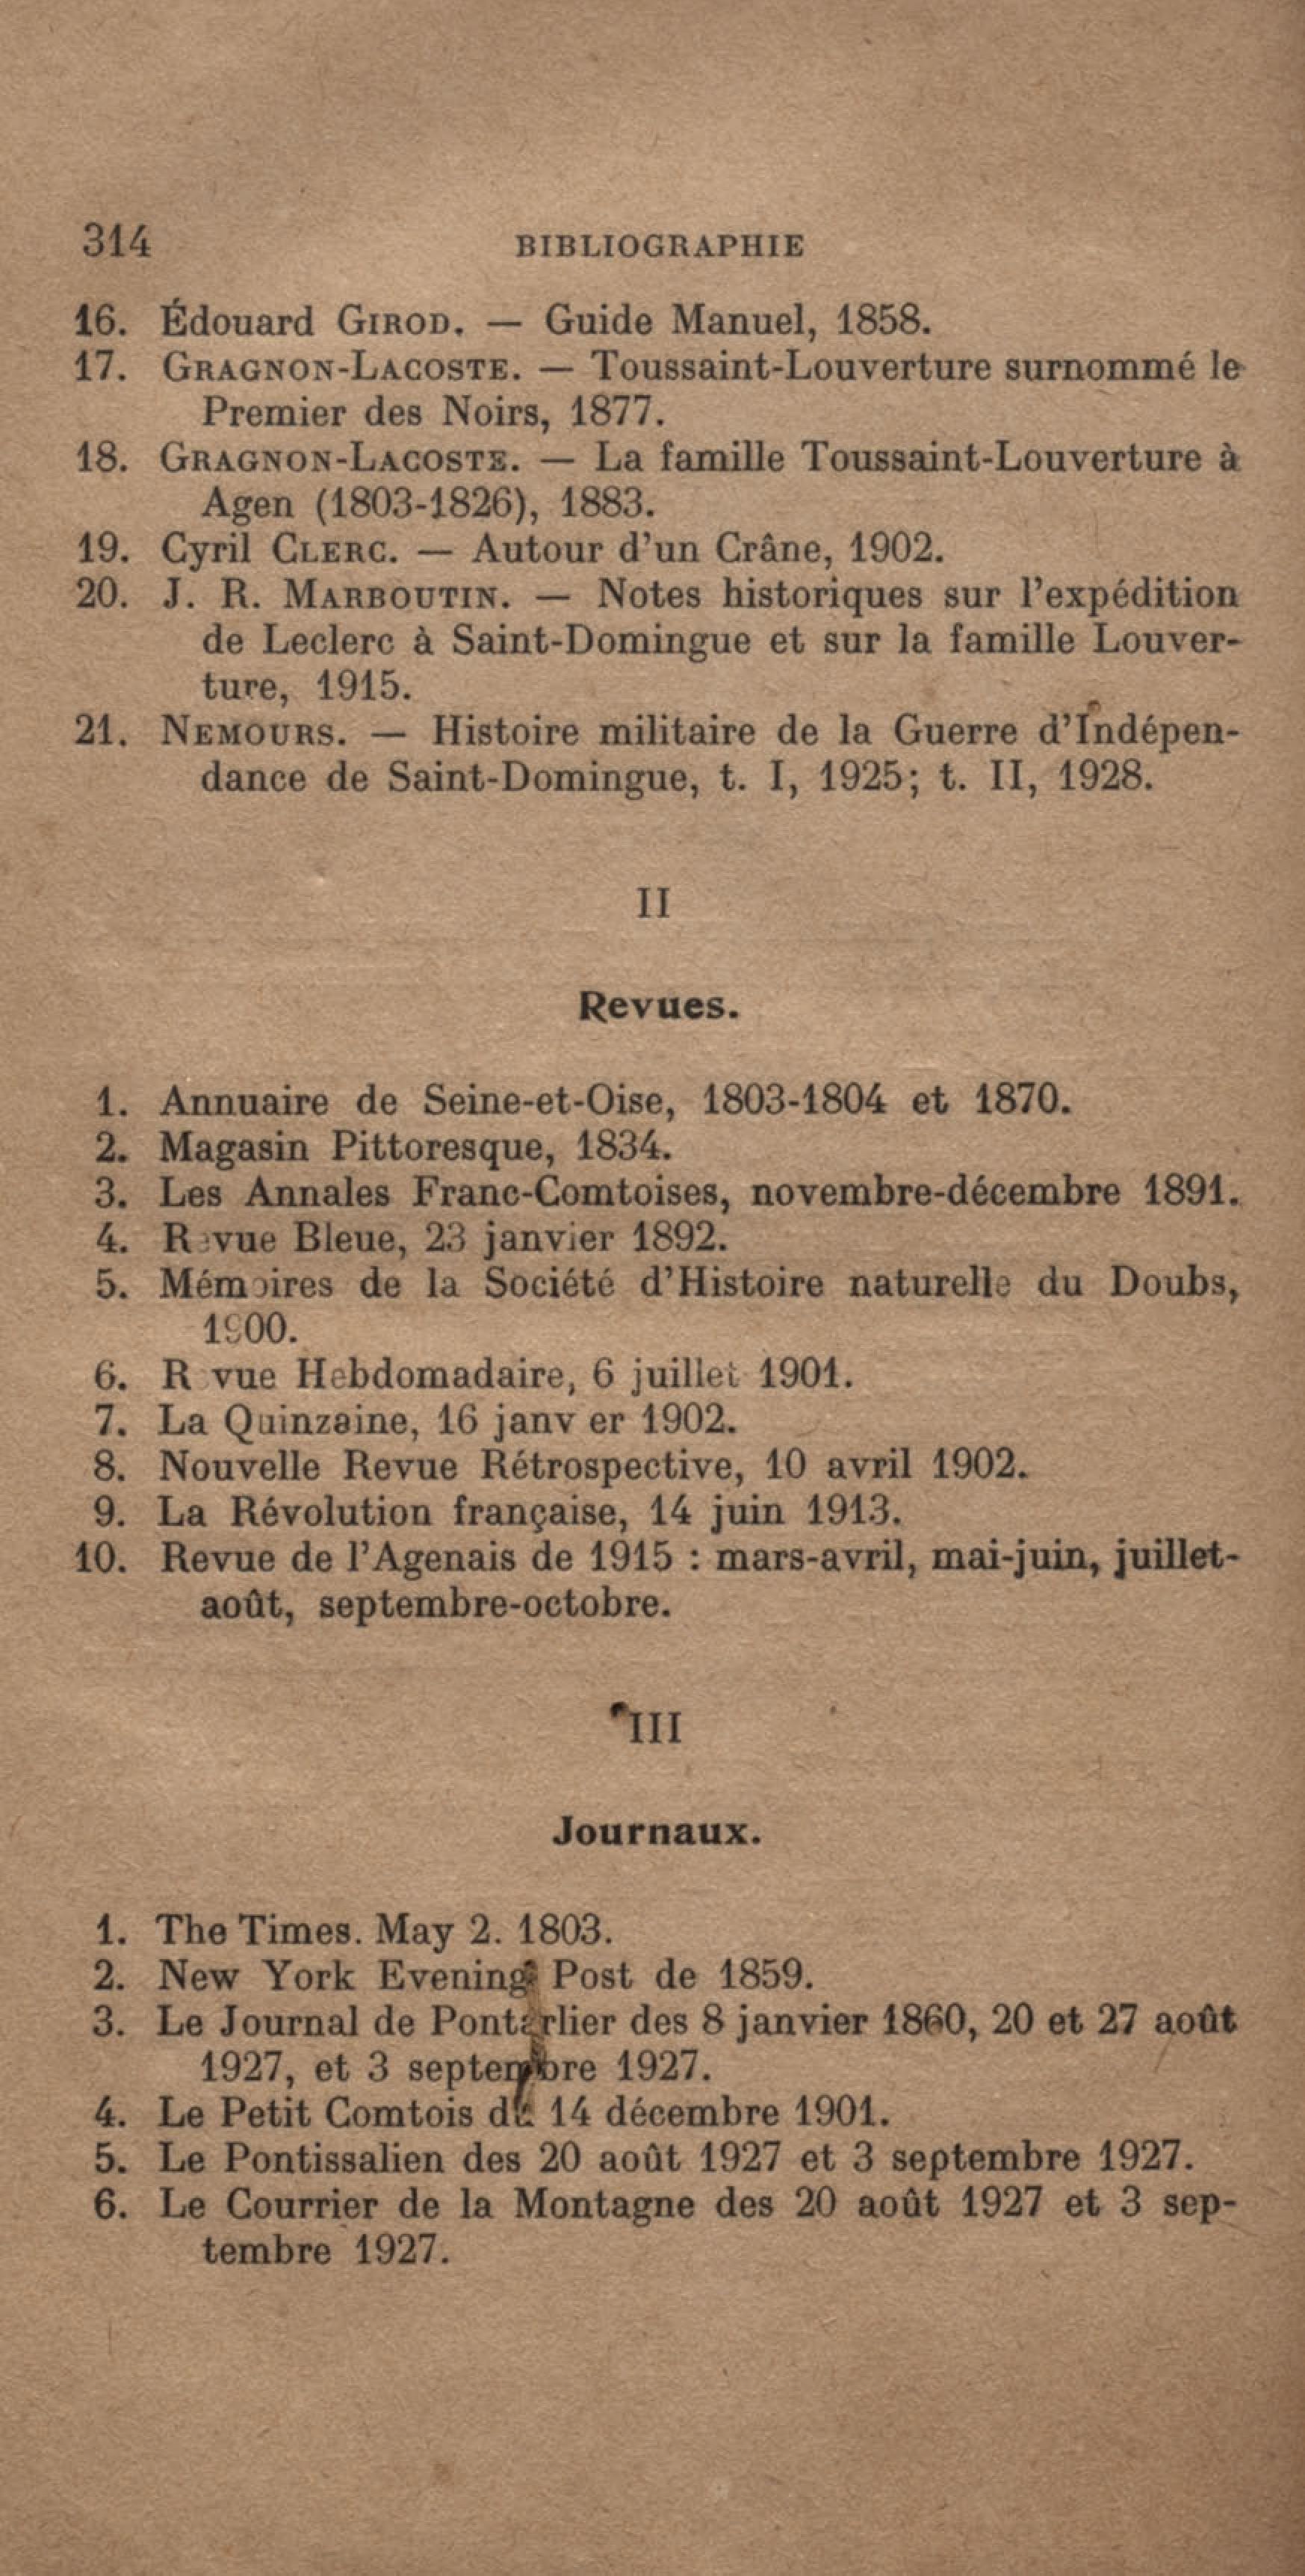 314
BIBLIOGRAPHIE
16. Édouard GIROD. — Guide Manuel, 1858.
17. GRAGNON-LACOSTE. — Toussaint-Louverture surnommé le
Premier des Noirs, 1877.
18. GRAGNON-LACOSTE. — La famille Toussaint-Louverture à
Agen (1803-1826), 1883.
19. Cyril CLERC. — Autour d'un Crâne, 1902.
20. J. R. MARBOUTIN. — Notes historiques sur l'expédition
de Leclerc à Saint-Domingue et sur la famille Louver-
ture, 1915.
21. NEMOURS. — Histoire militaire de la Guerre d'Indépen-
dance de Saint-Domingue, t. I, 1925; t. II, 1928.
II
Revues.
1. Annuaire de Seine-et-Oise, 1803-1804 et 1870.
2. Magasin Pittoresque, 1834.
3. Les Annales Franc-Comtoises, novembre-décembre 1891.
4. Revue Bleue, 23 janvier 1892.
5. Mémoires de la Société d'Histoire naturelle du Doubs,
1900.
6. R vue Hebdomadaire, 6 juillet 1901.
7. La Quinzaine, 16 janv er 1902.
8. Nouvelle Revue Rétrospective, 10 avril 1902.
9. La Révolution française, 14 juin 1913.
10. Revue de l'Agenais de 1915 : mars-avril, mai-juin, juillet-
août, septembre-octobre.
III
Journaux.
1. The Times. May 2. 1803.
2. New York Evening Post de 1859.
3. Le Journal de Pontarlier des 8 janvier 1860, 20 et 27 août
1927, et 3 septembre 1927.
4. Le Petit Comtois du 14 décembre 1901.
5. Le Pontissalien des 20 août 1927 et 3 septembre 1927.
6. Le Courrier de la Montagne des 20 août 1927 et 3 sep-
tembre 1927.